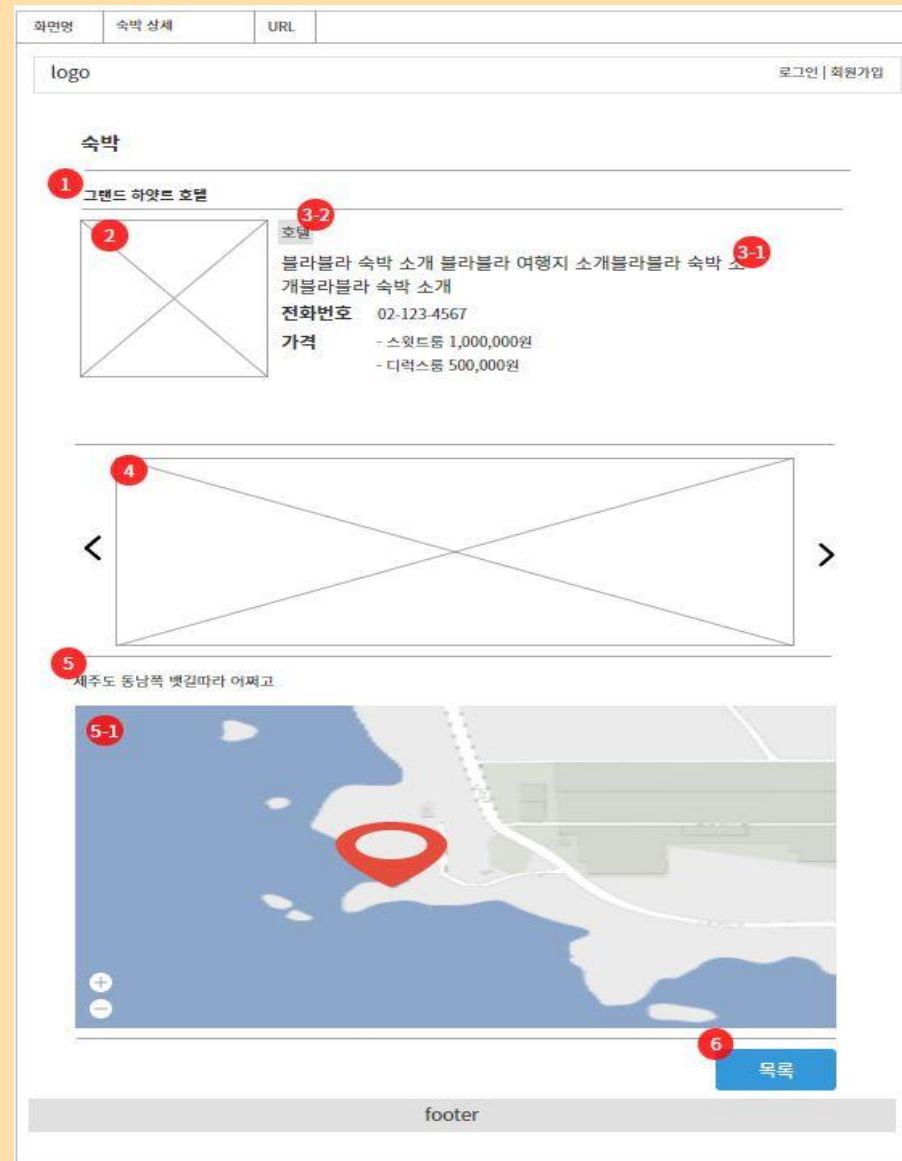 화면명 숙박 상세 URL
logo 로그인 | 회원가입
숙박
1
그랜드 하얏트 호텔
3-2
2
호텔
3-1
블라블라 숙박 소개 블라블라 여행지 소개블라블라 숙박 소
개블라블라 숙박 소개
전화번호 02-123-4567
가격 - 스윗트룸 1,000,000원
- 디럭스룸 500,000원
4
< >
5
제주도 동남쪽 뱃길따라 어쩌고
5-1
+
−
6
목록
footer